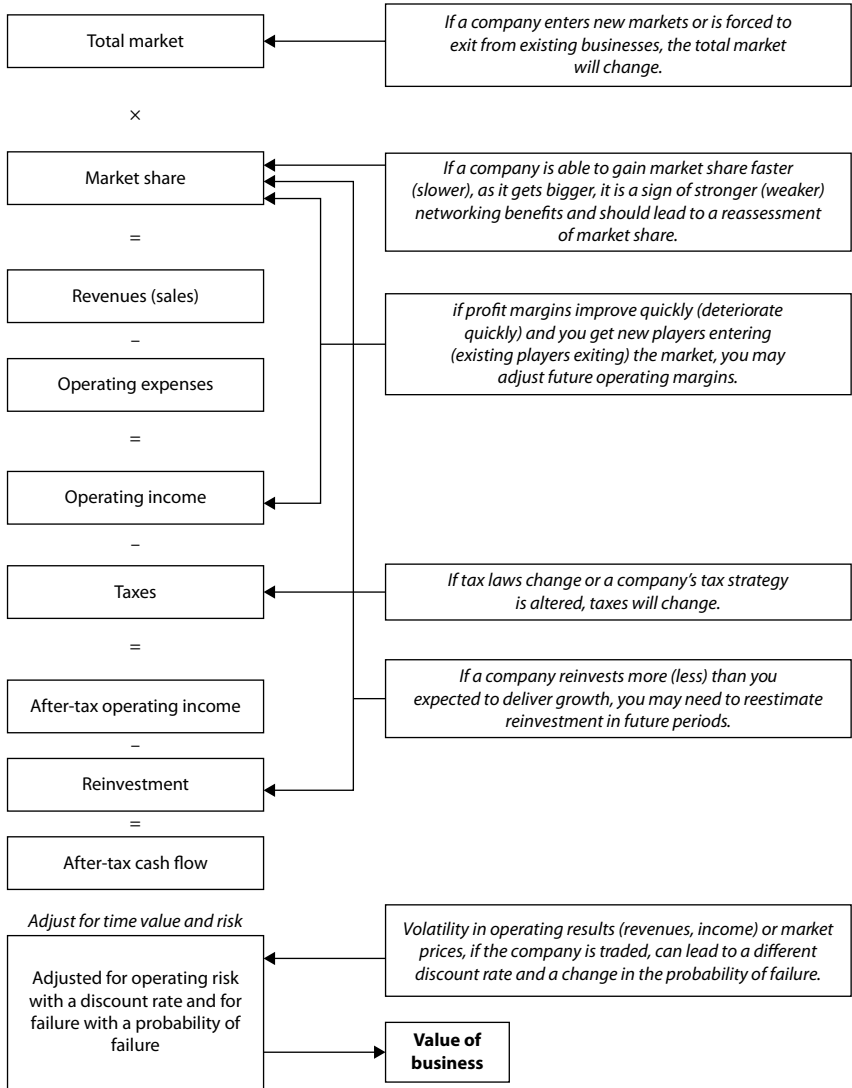 Total market
If a company enters new markets or is forced to
exit from existing businesses, the total market
will change.
×
Market share
If a company is able to gain market share faster
(slower), as it gets bigger, it is a sign of stronger (weaker)
networking benefits and should lead to a reassessment
of market share.
=
Revenues (sales)
if profit margins improve quickly (deteriorate
quickly) and you get new players entering
(existing players exiting) the market, you may
adjust future operating margins.
–
Operating expenses
=
Operating income
–
Taxes
If tax laws change or a company’s tax strategy
is altered, taxes will change.
=
After-tax operating income
If a company reinvests more (less) than you
expected to deliver growth, you may need to reestimate
reinvestment in future periods.
–
Reinvestment
=
After-tax cash flow
Adjust for time value and risk
Adjusted for operating risk
with a discount rate and for
failure with a probability of
failure
Volatility in operating results (revenues, income) or market
prices, if the company is traded, can lead to a different
discount rate and a change in the probability of failure.
Value of
business